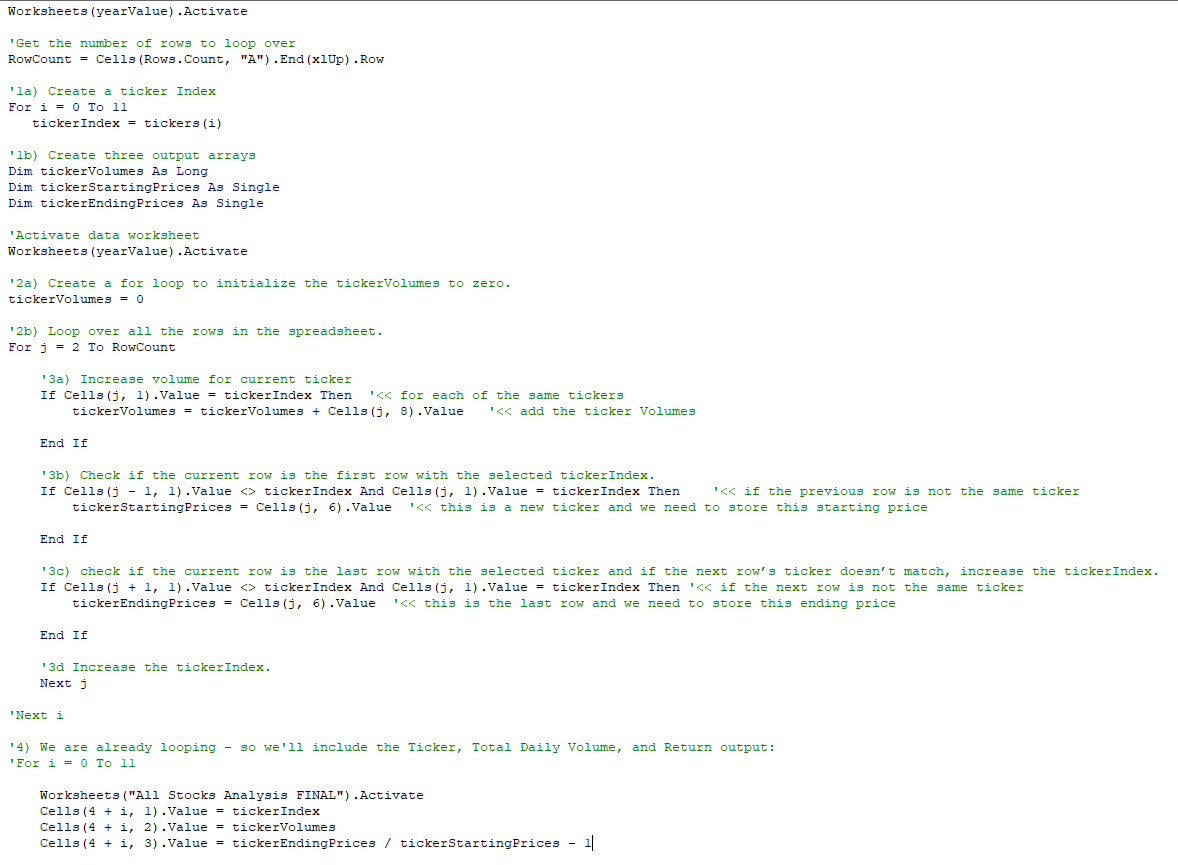 Worksheets(yearValue).Activate
'Get the number of rows to loop over
RowCount = Cells(Rows.Count, "A").End(xlUp).Row
'1a) Create a ticker Index
For i = 0 To 11
tickerIndex = tickers(i)
'1b) Create three output arrays
Dim tickerVolumes As Long
Dim tickerStartingPrices As Single
Dim tickerEndingPrices As Single
'Activate data worksheet
Worksheets(yearValue).Activate
'2a) Create a for loop to initialize the tickerVolumes to zero.
tickerVolumes = 0
'2b) Loop over all the rows in the spreadsheet.
For j = 2 To RowCount
'3a) Increase volume for current ticker
If Cells(j, 1).Value = tickerIndex Then  '<< for each of the same tickers
tickerVolumes = tickerVolumes + Cells(j, 8).Value   '<< add the ticker Volumes
End If
'3b) Check if the current row is the first row with the selected tickerIndex.
If Cells(j - 1, 1).Value <> tickerIndex And Cells(j, 1).Value = tickerIndex Then    '<< if the previous row is not the same ticker
tickerStartingPrices = Cells(j, 6).Value  '<< this is a new ticker and we need to store this starting price
End If
'3c) check if the current row is the last row with the selected ticker and if the next row’s ticker doesn’t match, increase the tickerIndex.
If Cells(j + 1, 1).Value <> tickerIndex And Cells(j, 1).Value = tickerIndex Then '<< if the next row is not the same ticker
tickerEndingPrices = Cells(j, 6).Value  '<< this is the last row and we need to store this ending price
End If
'3d Increase the tickerIndex.
Next j
'Next i
'4) We are already looping - so we'll include the Ticker, Total Daily Volume, and Return output:
'For i = 0 To 11
Worksheets("All Stocks Analysis FINAL").Activate
Cells(4 + i, 1).Value = tickerIndex
Cells(4 + i, 2).Value = tickerVolumes
Cells(4 + i, 3).Value = tickerEndingPrices / tickerStartingPrices - 1